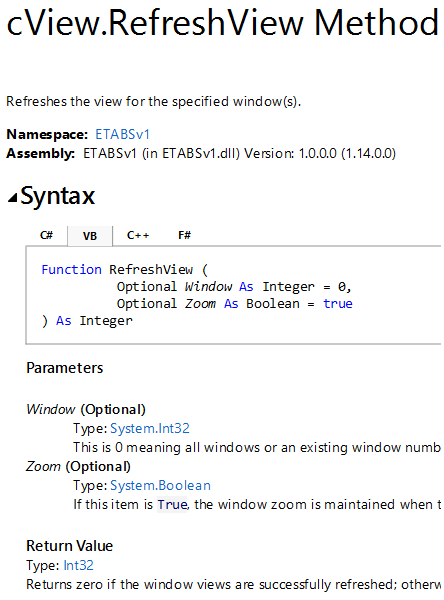 cView.RefreshView Method
Refreshes the view for the specified window(s).
Namespace: ETABSv1
Assembly: ETABSv1 (in ETABSv1.dll) Version: 1.0.0.0 (1.14.0.0)
Syntax
C# VB C++ F#
Function RefreshView (
Optional Window As Integer = 0,
Optional Zoom As Boolean = true
) As Integer
Parameters
Window (Optional)
Type: System.Int32
This is 0 meaning all windows or an existing window
Zoom (Optional)
Type: System.Boolean
If this item is True, the window zoom is maintained when
Return Value
Type: Int32
Returns zero if the window views are successfully refreshed;